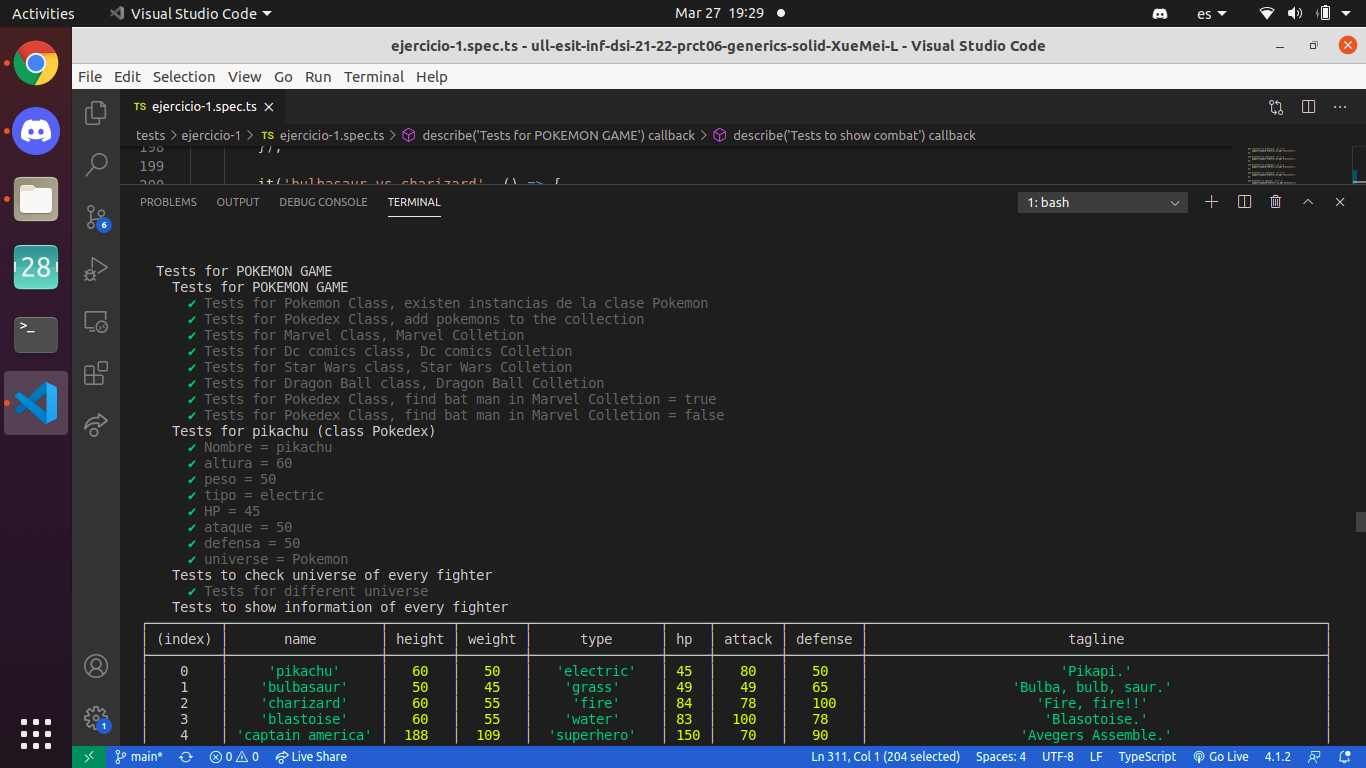 Activities Visual Studio Code Mar 27 19:29 es
ejercicio-1.spec.ts - ull-esit-inf-dsi-21-22-prct06-generics-solid-XueMei-L - Visual Studio Code
File Edit Selection View Go Run Terminal Help
TS ejercicio-1.spec.ts
tests > ejercicio-1 > TS ejercicio-1.spec.ts > describe('Tests for POKEMON GAME') callback > describe('Tests to show combat') callback
198 });
199
200 it('bulbasaur vs charizard', () => {
PROBLEMS OUTPUT DEBUG CONSOLE TERMINAL 1: bash
Tests for POKEMON GAME
Tests for POKEMON GAME
✔ Tests for Pokemon Class, existen instancias de la clase Pokemon
✔ Tests for Pokedex Class, add pokemons to the collection
✔ Tests for Marvel Class, Marvel Colletion
✔ Tests for Dc comics class, Dc comics Colletion
✔ Tests for Star Wars class, Star Wars Colletion
✔ Tests for Dragon Ball class, Dragon Ball Colletion
✔ Tests for Pokedex Class, find bat man in Marvel Colletion = true
✔ Tests for Pokedex Class, find bat man in Marvel Colletion = false
Tests for pikachu (class Pokedex)
✔ Nombre = pikachu
✔ altura = 60
✔ peso = 50
✔ tipo = electric
✔ HP = 45
✔ ataque = 50
✔ defensa = 50
✔ universe = Pokemon
Tests to check universe of every fighter
✔ Tests for different universe
Tests to show information of every fighter
(index) name height weight type hp attack defense tagline
0 'pikachu' 60 50 'electric' 45 80 50 'Pikapi.'
1 'bulbasaur' 50 45 'grass' 49 49 65 'Bulba, bulb, saur.'
2 'charizard' 60 55 'fire' 84 78 100 'Fire, fire!!'
3 'blastoise' 60 55 'water' 83 100 78 'Blasotoise.'
4 'captain america' 188 109 'superhero' 150 70 90 'Avegers Assemble.'
28
6
1
main* 0 0 Live Share Ln 311, Col 1 (204 selected) Spaces: 4 UTF-8 LF TypeScript Go Live 4.1.2